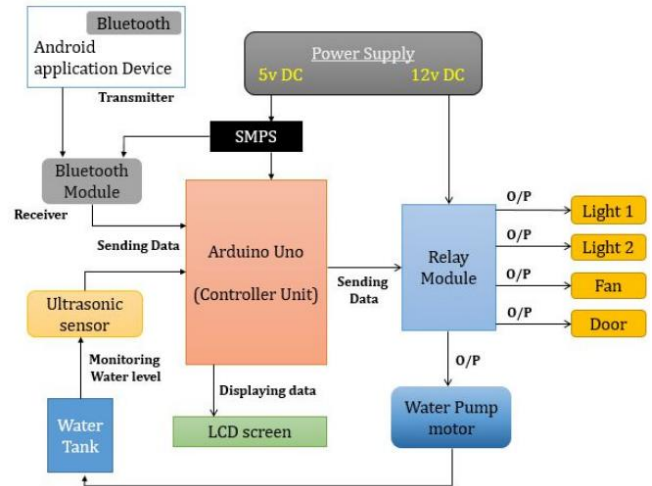 Bluetooth
Android
application Device
Power Supply
5v DC
12v DC
Transmitter
SMPS
Bluetooth
Module
Receiver
Sending Data
Arduino Uno
(Controller Unit)
Sending
Data
Relay
Module
O/P
Light 1
O/P
Light 2
O/P
Fan
O/P
Door
Ultrasonic
sensor
Monitoring
Water level
Displaying data
O/P
Water
Tank
LCD screen
Water Pump
motor